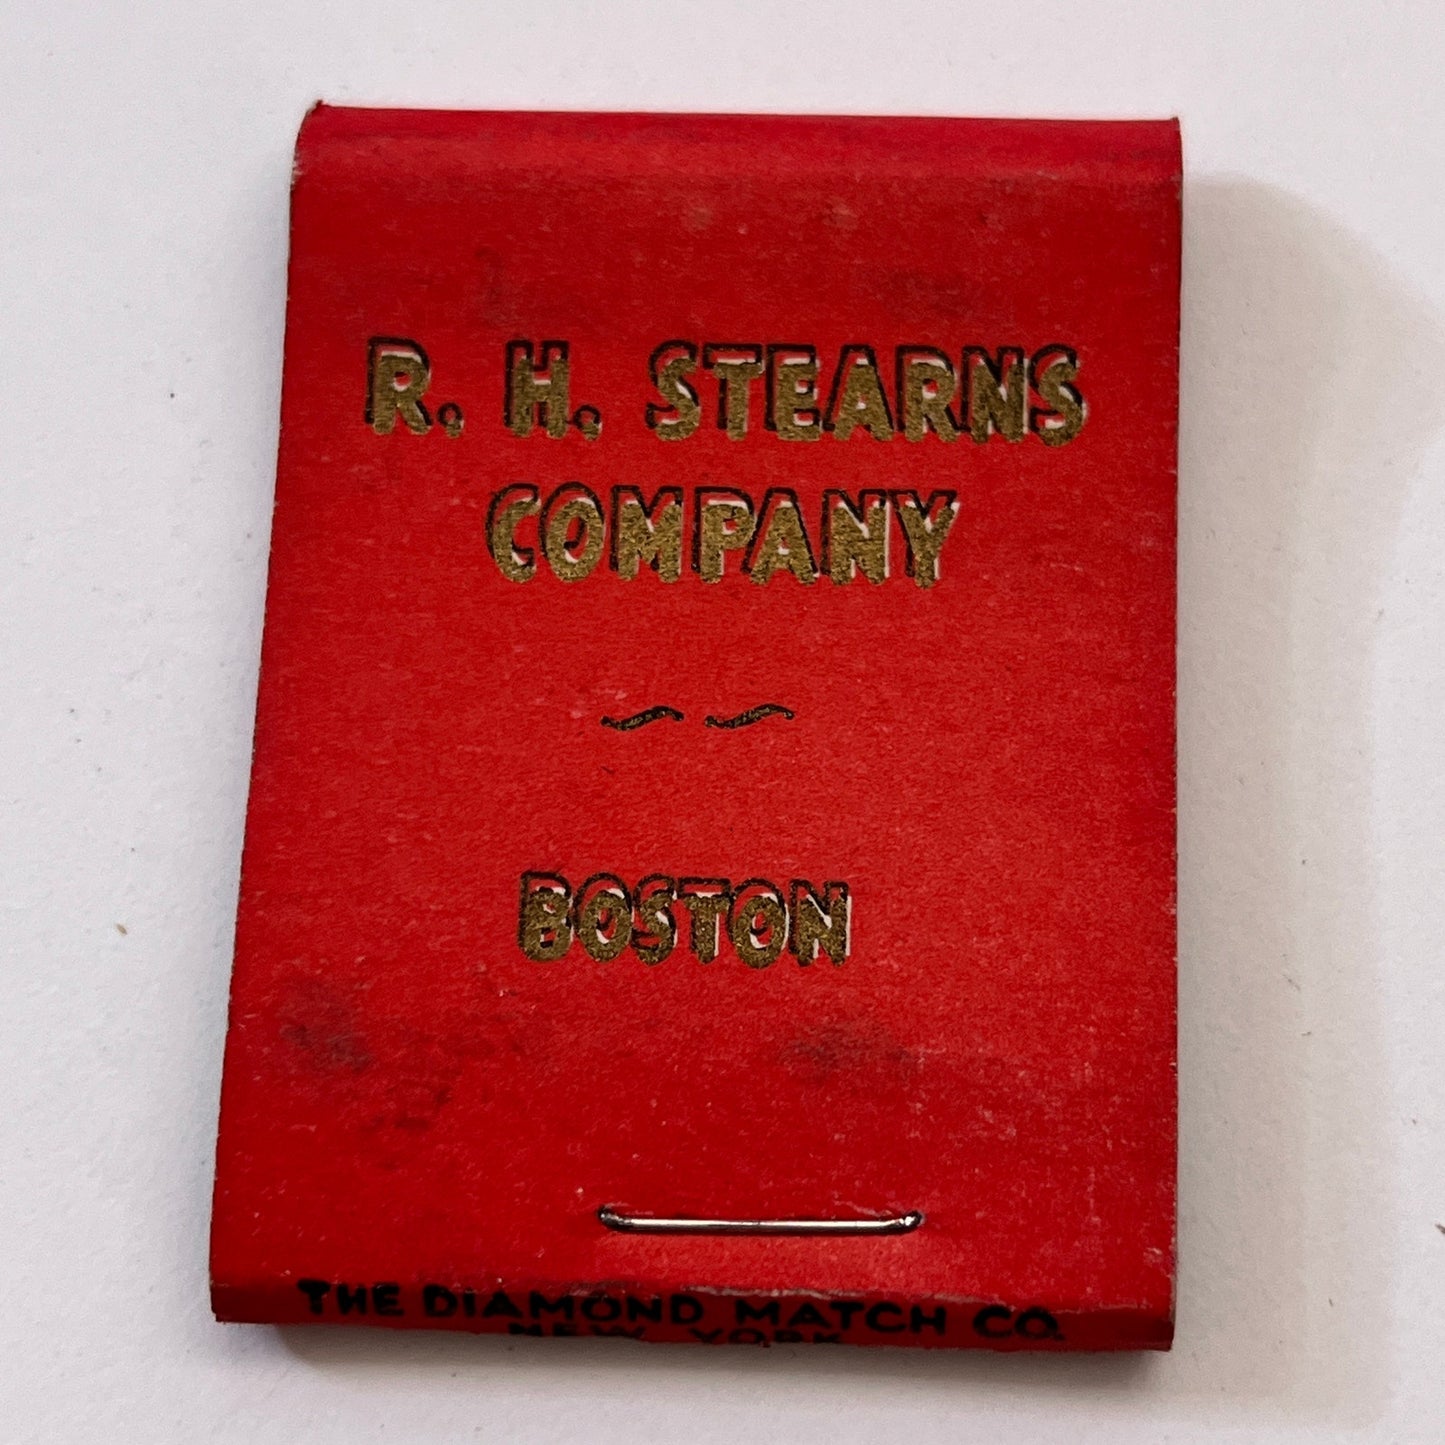 R. H. STEARNS
COMPANY
BOSTON
THE DIAMOND MATCH CO.
NEW YORK